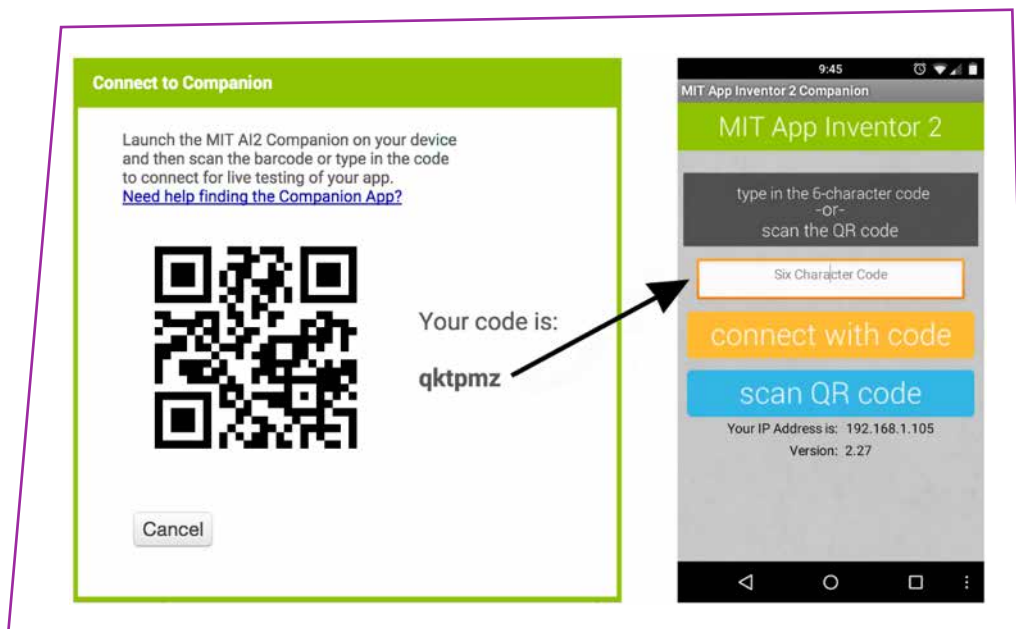 Connect to Companion
Launch the MIT AI2 Companion on your device
and then scan the barcode or type in the code
to connect for live testing of your app.
Need help finding the Companion App?
Your code is:
qktpmz
Cancel
9:45
MIT App Inventor 2 Companion
MIT App Inventor 2
type in the 6-character code
-or-
scan the QR code
Six Character Code
connect with code
scan QR code
Your IP Address is: 192.168.1.105
Version: 2.27